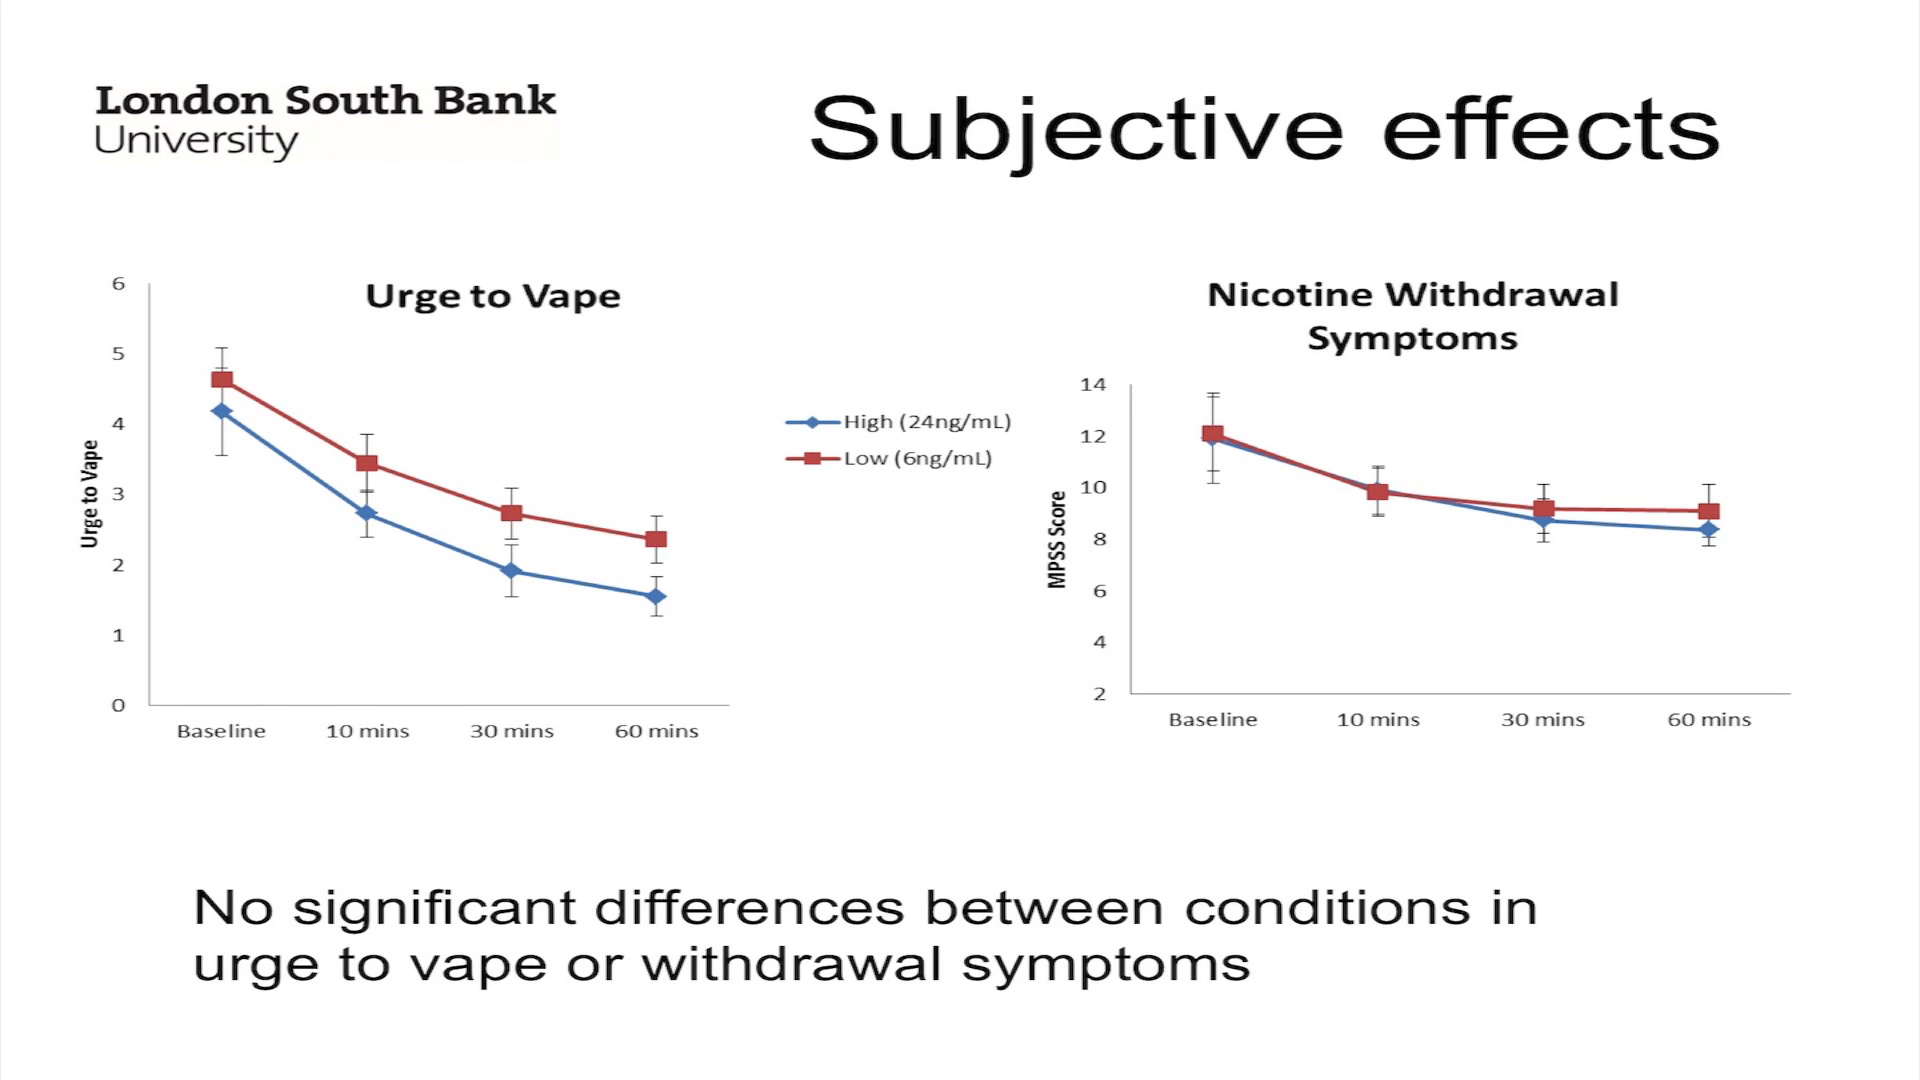 London South Bank
University
Subjective effects
Urge to Vape
6
5
4
3
2
1
0
Urge to Vape
Baseline 10 mins 30 mins 60 mins
High (24ng/mL)
Low (6ng/mL)
Nicotine Withdrawal
Symptoms
14
12
10
8
6
4
2
MPSS Score
Baseline 10 mins 30 mins 60 mins
No significant differences between conditions in
urge to vape or withdrawal symptoms